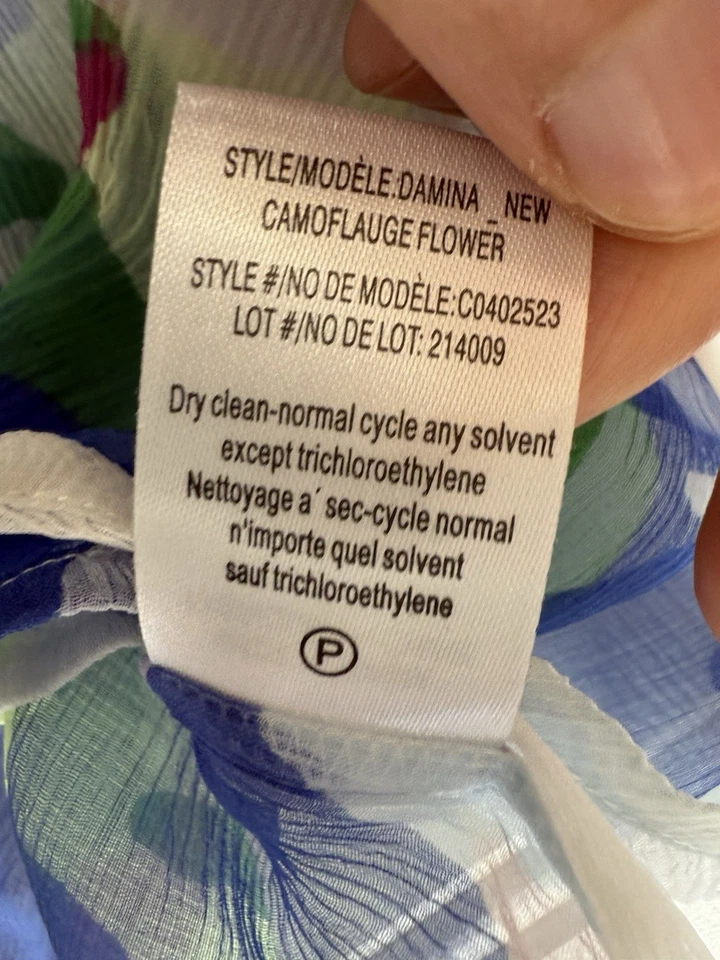 STYLE/MODÈLE:DAMINA _ NEW
CAMOFLAUGE FLOWER
STYLE #/NO DE MODÈLE:C0402523
LOT #/NO DE LOT: 214009
Dry clean-normal cycle any solvent
except trichloroethylene
Nettoyage a´ sec-cycle normal
n'importe quel solvent
sauf trichloroethylene
P